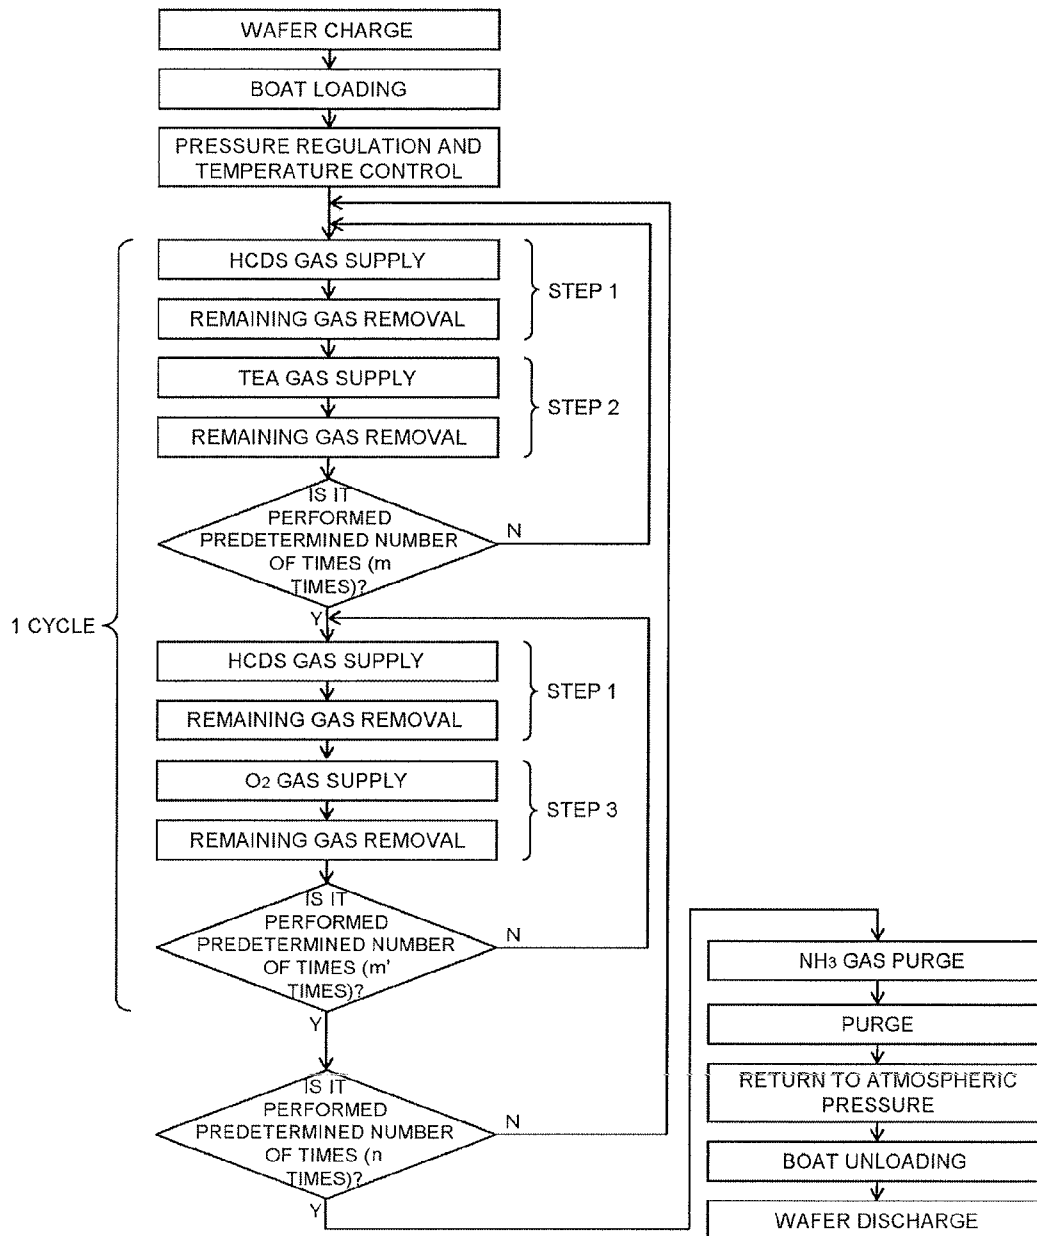 WAFER CHARGE
BOAT LOADING
PRESSURE REGULATION AND
TEMPERATURE CONTROL
HCDS GAS SUPPLY
REMAINING GAS REMOVAL
STEP 1
TEA GAS SUPPLY
REMAINING GAS REMOVAL
STEP 2
IS IT
PERFORMED
PREDETERMINED NUMBER
OF TIMES (m
TIMES)?
N
Y
1 CYCLE
HCDS GAS SUPPLY
REMAINING GAS REMOVAL
STEP 1
O2 GAS SUPPLY
REMAINING GAS REMOVAL
STEP 3
IS IT
PERFORMED
PREDETERMINED NUMBER
OF TIMES (m'
TIMES)?
N
Y
IS IT
PERFORMED
PREDETERMINED NUMBER
OF TIMES (n
TIMES)?
N
Y
NH3 GAS PURGE
PURGE
RETURN TO ATMOSPHERIC
PRESSURE
BOAT UNLOADING
WAFER DISCHARGE